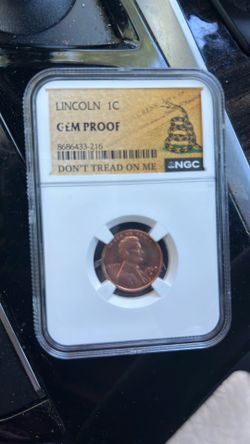 LINCOLN 1C
GEM PROOF
8686433-216
NGC
DON'T TREAD ON ME